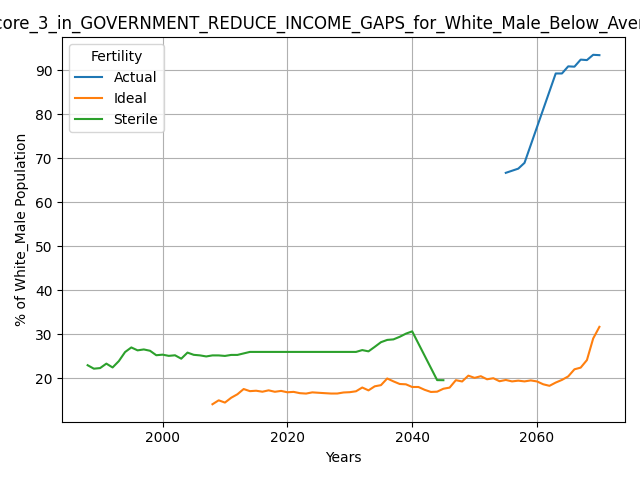 core_3_in_GOVERNMENT_REDUCE_INCOME_GAPS_for_White_Male_Below_Aver
Fertility
Actual
Ideal
Sterile
% of White_Male Population
90
80
70
60
50
40
30
20
2000
2020
2040
2060
Years